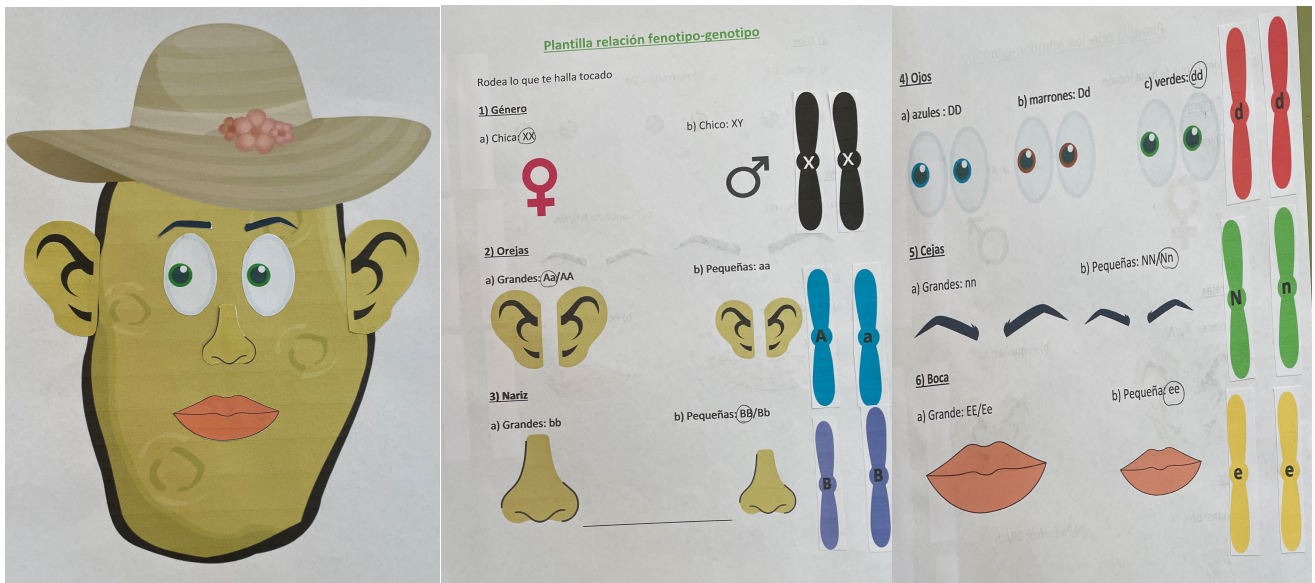 Plantilla relación fenotipo-genotipo
Rodea lo que te halla tocado
1) Género
a) Chica: XX
b) Chico: XY
X X
2) Orejas
a) Grandes: Aa/AA
b) Pequeñas: aa
A a
3) Nariz
a) Grandes: bb
b) Pequeñas: BB/Bb
B B
4) Ojos
a) azules : DD
b) marrones: Dd
c) verdes: dd
d d
5) Cejas
a) Grandes: nn
b) Pequeñas: NN/Nn
N n
6) Boca
a) Grande: EE/Ee
b) Pequeña: ee
e e